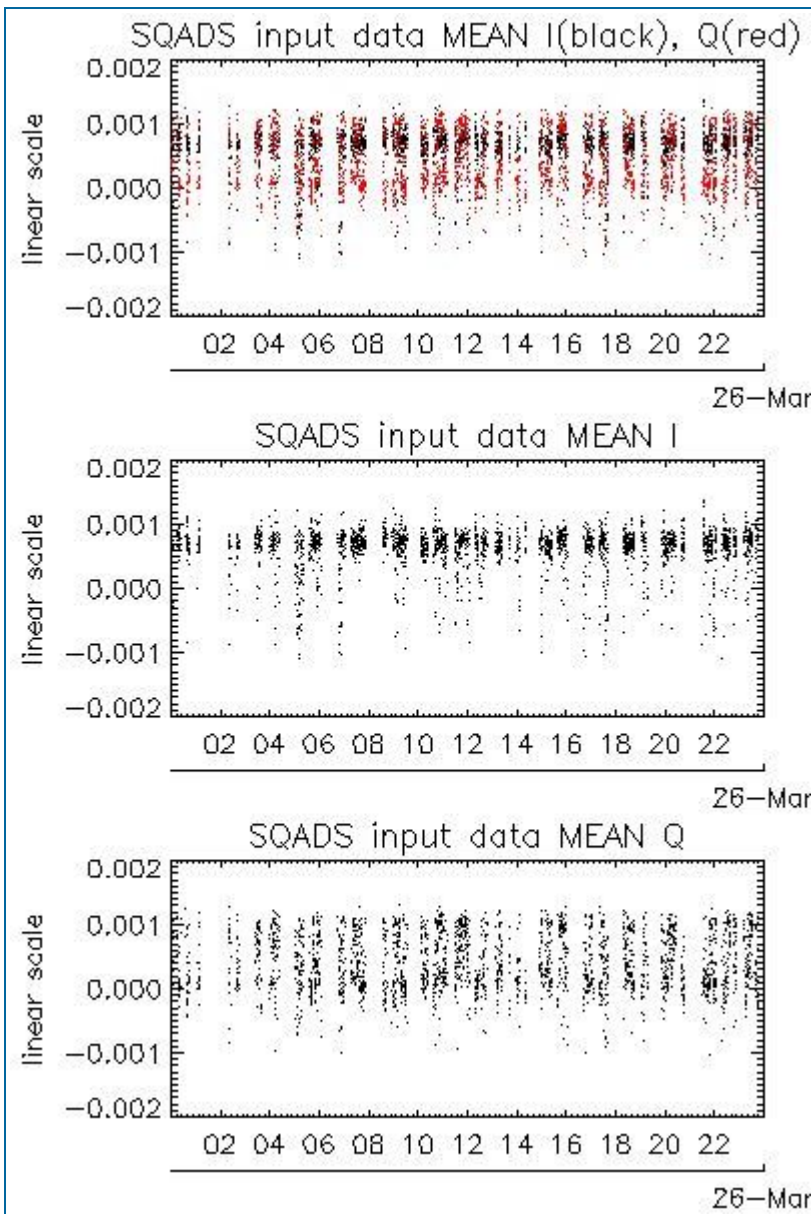 SQADS input data MEAN I(black), Q(red)
0.002
0.001
0.000
-0.001
-0.002
linear scale
02 04 06 08 10 12 14 16 18 20 22
26-Mar
SQADS input data MEAN I
0.002
0.001
0.000
-0.001
-0.002
linear scale
02 04 06 08 10 12 14 16 18 20 22
26-Mar
SQADS input data MEAN Q
0.002
0.001
0.000
-0.001
-0.002
linear scale
02 04 06 08 10 12 14 16 18 20 22
26-Mar